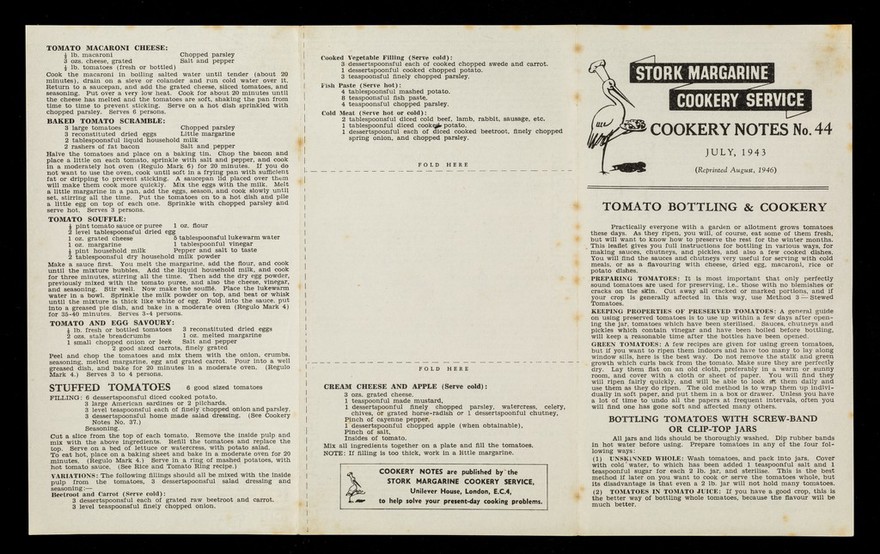 TOMATO MACARONI CHEESE:
½ lb. macaroni Chopped parsley
3 ozs. cheese, grated Salt and pepper
½ lb. tomatoes (fresh or bottled)
Cook the macaroni in boiling salted water until tender (about 20
minutes), drain on a sieve or colander and run cold water over it.
Return to a saucepan, and add the grated cheese, sliced tomatoes, and
seasoning. Put over a very low heat. Cook for about 20 minutes until
the cheese has melted and the tomatoes are soft, shaking the pan from
time to time to prevent sticking. Serve on a hot dish sprinkled with
chopped parsley. Serves 6 persons.
BAKED TOMATO SCRAMBLE:
3 large tomatoes Chopped parsley
3 reconstituted dried eggs Little margarine
2 tablespoons liquid household milk
2 rashers of fat bacon Salt and pepper
Halve the tomatoes and place on a baking tin. Chop the bacon and
place a little on each tomato, sprinkle with salt and pepper, and cook
in a moderately hot oven (Regulo Mark 6) for 20 minutes. If you do
not want to use the oven, cook until soft in a frying pan with sufficient
fat or dripping to prevent sticking. A saucepan lid placed over them
will make them cook more quickly. Mix the eggs with the milk. Melt
a little margarine in a pan, add the eggs, season, and cook slowly until
set, stirring all the time. Put the tomatoes on to a hot dish and pile
a little egg on top of each one. Sprinkle with chopped parsley and
serve hot. Serves 3 persons.
TOMATO SOUFFLE:
½ pint tomato sauce or puree 1 oz. flour
2 level tablespoons dried egg
1 oz. grated cheese 5 tablespoons lukewarm water
1 oz. margarine 1 tablespoonful vinegar
½ pint household milk Pepper and salt to taste
2 tablespoonfuls dry household milk powder
Make a sauce first. You melt the margarine, add the flour, and cook
until the mixture bubbles. Add the liquid household milk, and cook
for three minutes, stirring all the time. Then add the dry egg powder,
previously mixed with the tomato puree, and also the cheese, vinegar,
and seasoning. Stir well. Now make the soufflé. Place the lukewarm
water in a bowl. Sprinkle the milk powder on top, and beat or whisk
until the mixture is thick like white of egg. Fold into the sauce, put
into a greased pie dish, and bake in a moderate oven (Regulo Mark 4)
for 35-40 minutes. Serves 3-4 persons.
TOMATO AND EGG SAVOURY:
½ lb. fresh or bottled tomatoes 3 reconstituted dried eggs
2 ozs. stale breadcrumbs 1 oz. melted margarine
1 small chopped onion or leek Salt and pepper
2 good sized carrots, finely grated
Peel and chop the tomatoes and mix them with the onion, crumbs,
seasoning, melted margarine, egg and grated carrot. Pour into a well
greased dish, and bake for 20 minutes in a moderate oven. (Regulo
Mark 4.) Serves 3 to 4 persons.
STUFFED TOMATOES 6 good sized tomatoes
FILLING: 6 dessertspoonsful diced cooked potato.
3 large American sardines or 2 pilchards.
3 level teaspoonsful each of finely chopped onion and parsley.
3 dessertspoonsful home made salad dressing. (See Cookery
Notes No. 37.)
Seasoning.
Cut a slice from the top of each tomato. Remove the inside pulp and
mix with the above ingredients. Refill the tomatoes and replace the
top. Serve on a bed of lettuce or watercress, with potato salad.
To eat hot, place on a baking sheet and bake in a moderate oven for 20
minutes. (Regulo Mark 4.) Serve in a ring of mashed potatoes, with
hot tomato sauce. (See Rice and Tomato Ring recipe.)
VARIATIONS: The following fillings should all be mixed with the inside
pulp from the tomatoes, 3 dessertspoonsful salad dressing and
seasoning:—
Beetroot and Carrot (Serve cold):
3 dessertspoonsful each of grated raw beetroot and carrot.
3 level teaspoonsful finely chopped onion.
Cooked Vegetable Filling (Serve cold):
3 dessertspoonsful each of cooked chopped swede and carrot.
1 dessertspoonful cooked chopped potato.
3 teaspoonsful finely chopped parsley.
Fish Paste (Serve hot):
4 tablespoonsful mashed potato.
8 teaspoonsful fish paste.
4 teaspoonsful chopped parsley.
Cold Meat (Serve hot or cold):
2 tablespoonsful diced cold beef, lamb, rabbit, sausage, etc.
1 tablespoonful diced cooked potato.
1 dessertspoonful each of diced cooked beetroot, finely chopped
spring onion, and chopped parsley.
FOLD HERE
FOLD HERE
CREAM CHEESE AND APPLE (Serve cold):
3 ozs. grated cheese.
1 teaspoonful made mustard,
1 dessertspoonful finely chopped parsley, watercress, celery,
chives, or grated horse-radish or 1 dessertspoonful chutney,
Pinch of cayenne pepper,
1 dessertspoonful chopped apple (when obtainable),
Pinch of salt,
Insides of tomato.
Mix all ingredients together on a plate and fill the tomatoes.
NOTE: If filling is too thick, work in a little margarine.
COOKERY NOTES are published by the
STORK MARGARINE COOKERY SERVICE,
Unilever House, London, E.C.4,
to help solve your present-day cooking problems.
STORK MARGARINE
COOKERY SERVICE
COOKERY NOTES No. 44
JULY, 1943
(Reprinted August, 1946)
TOMATO BOTTLING & COOKERY
Practically everyone with a garden or allotment grows tomatoes
these days. As they ripen, you will, of course, eat some of them fresh,
but will want to know how to preserve the rest for the winter months.
This leaflet gives you full instructions for bottling in various ways, for
making sauces, chutneys, and pickles, and also a few cooked dishes.
You will find the sauces and chutneys very useful for serving with cold
meals, or as a flavouring with cheese, dried egg, macaroni, rice or
potato dishes.
PREPARING TOMATOES: It is most important that only perfectly
sound tomatoes are used for preserving, i.e. those with no blemishes or
cracks on the skin. Cut away all cracked or marked portions, and if
your crop is generally affected in this way, use Method 3—Stewed
Tomatoes.
KEEPING PROPERTIES OF PRESERVED TOMATOES: A general guide
on using preserved tomatoes is to use up within a few days after open-
ing the jar, tomatoes which have been sterilised. Sauces, chutneys and
pickles which contain vinegar and have been boiled before bottling,
will keep a reasonable time after the bottles have been opened.
GREEN TOMATOES: A few recipes are given for using green tomatoes,
but if you want to ripen them indoors and have too many to lay along
window sills, here is the best way. Do not remove the stalk and green
growth which curls back from the tomato. Make sure they are perfectly
dry. Lay them flat on an old cloth, preferably in a warm or sunny
room, and cover with a cloth or sheet of paper. You will find they
will ripen fairly quickly, and will be able to look at them daily and
use them as they do ripen. The old method is to wrap them up indivi-
dually in soft paper, and put them in a box or drawer. Unless you have
a lot of time to undo all the papers at frequent intervals, often you
will find one has gone soft and affected many others.
BOTTLING TOMATOES WITH SCREW-BAND
OR CLIP-TOP JARS
All jars and lids should be thoroughly washed. Dip rubber bands
in hot water before using. Prepare tomatoes in any of the four fol-
lowing ways:
(1) UNSKINNED WHOLE: Wash tomatoes, and pack into jars. Cover
with cold water, to which has been added 1 teaspoonful salt and 1
teaspoonful sugar for each 2 lb. jar, and sterilise. This is the best
method if later on you want to cook or serve the tomatoes whole, but
its disadvantage is that even a 2 lb. jar will not hold many tomatoes.
(2) TOMATOES IN TOMATO JUICE: If you have a good crop, this is
the better way of bottling whole tomatoes, because the flavour will be
much better.